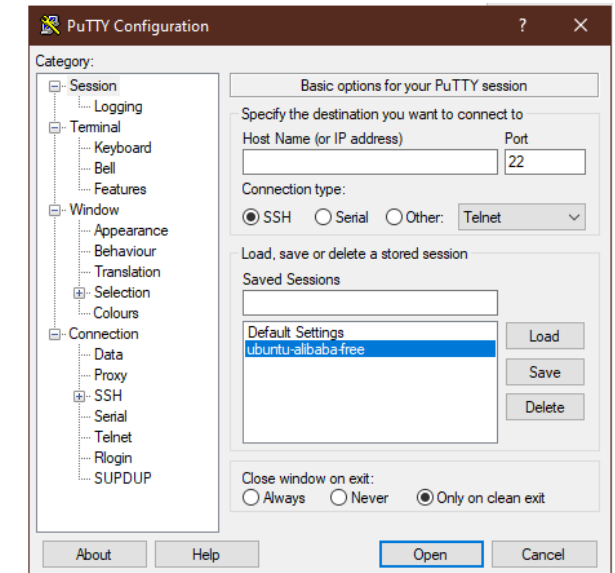 PuTTY Configuration
?
Category:
Session
Logging
Terminal
Keyboard
Bell
Features
Window
Appearance
Behaviour
Translation
Selection
Colours
Connection
Data
Proxy
SSH
Serial
Telnet
Rlogin
SUPDUP
Basic options for your PuTTY session
Specify the destination you want to connect to
Host Name (or IP address) Port
22
Connection type:
SSH Serial Other: Telnet
Load, save or delete a stored session
Saved Sessions
Default Settings
ubuntu-alibaba-free
Load
Save
Delete
Close window on exit:
Always Never Only on clean exit
About Help Open Cancel